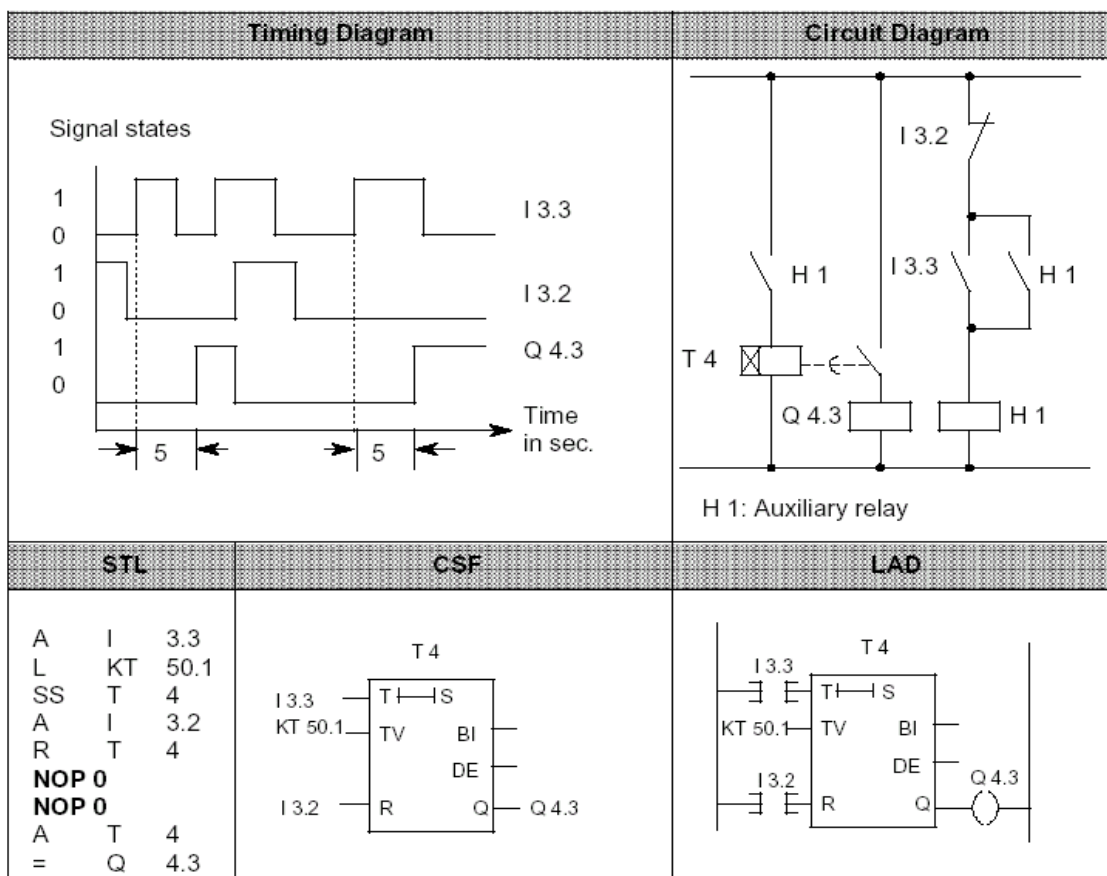 Timing Diagram
Circuit Diagram
Signal states
1
0
I 3.3
1
0
I 3.2
1
0
Q 4.3
Time
in sec.
5
5
I 3.2
H 1
I 3.3
H 1
T 4
Q 4.3
H 1
H 1: Auxiliary relay
STL
CSF
LAD
A I 3.3
L KT 50.1
SS T 4
A I 3.2
R T 4
NOP 0
NOP 0
A T 4
= Q 4.3
T 4
I 3.3
T S
KT 50.1
TV BI
DE
I 3.2
R Q
Q 4.3
I 3.3
T 4
T S
KT 50.1
TV BI
DE
I 3.2
R Q
Q 4.3